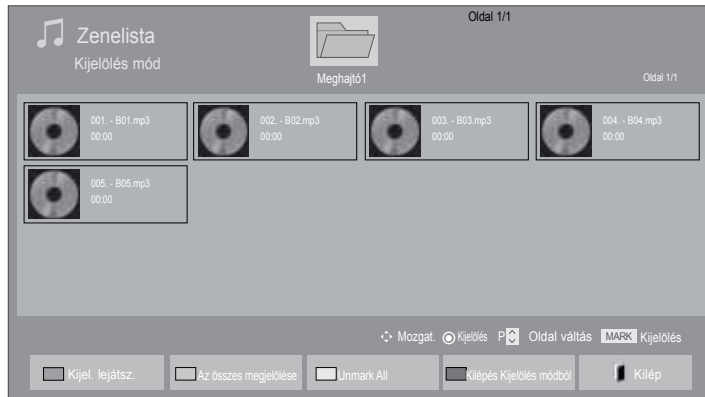 Oldal 1/1
Zenelista
Kijelölés mód
Meghajtó1
Oldal 1/1
001. - B01.mp3
00:00
002. - B02.mp3
00:00
003. - B03.mp3
00:00
004. - B04.mp3
00:00
005. - B05.mp3
00:00
Mozgat. Kijelölés P Oldal váltás MARK Kijelölés
Kijel. lejátsz. Az összes megjelölése Unmark All Kilépés Kijelölés módból Kilép